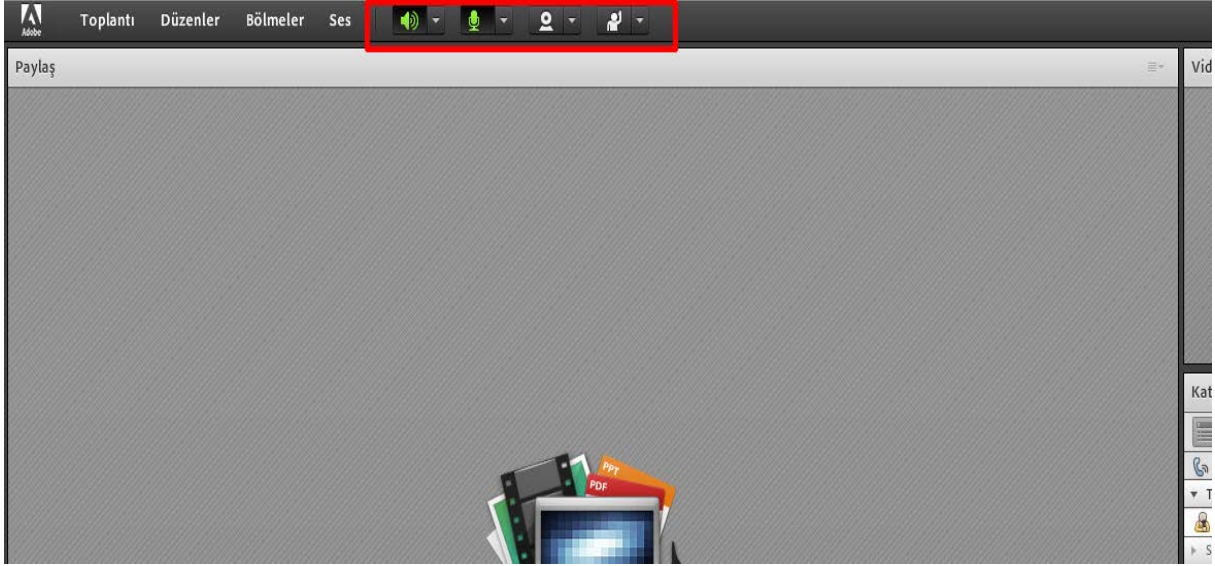 Adobe
Toplantı Düzenler Bölmeler Ses
Paylaş
Vid
Kat
PPT
PDF
T
S